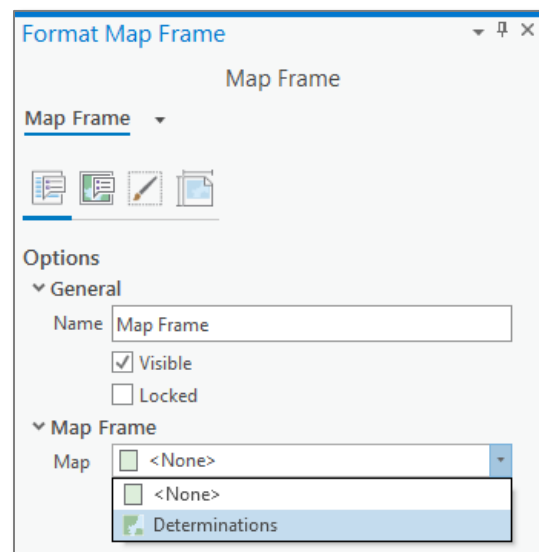 Format Map Frame
Map Frame
Map Frame
Options
General
Name Map Frame
Visible
Locked
Map Frame
Map <None>
<None>
Determinations